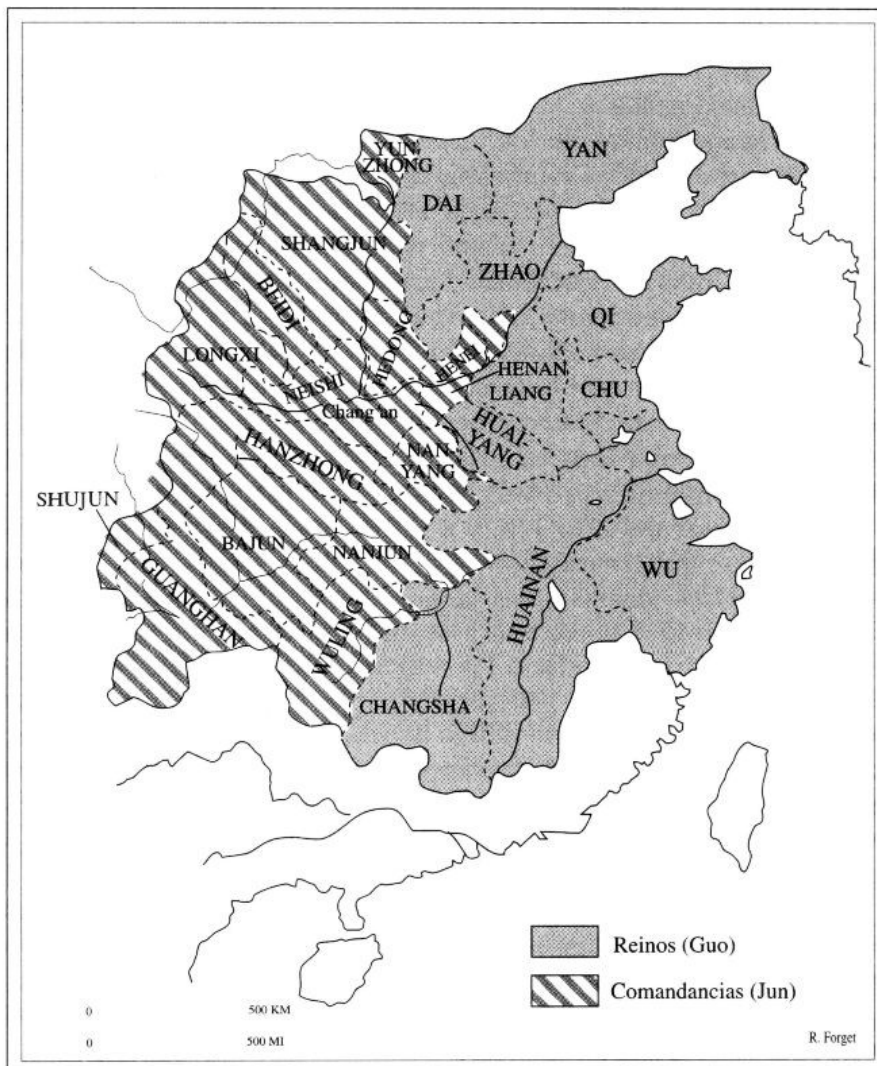 YUN
ZHONG
YAN
DAI
SHANGJUN
ZHAO
BEIDI
QI
HEDONG
HENEI
LONGXI
HENAN
LIANG
NEISHI
CHU
Chang'an
HUAI-
YANG
HANZHONG
NAN-
YANG
SHUJUN
BAJUN
NANJUN
WU
GUANGHAN
HUAINAN
WULING
CHANGSHA
Reinos (Guo)
Comandancias (Jun)
0 500 KM
0 500 MI
R. Forget